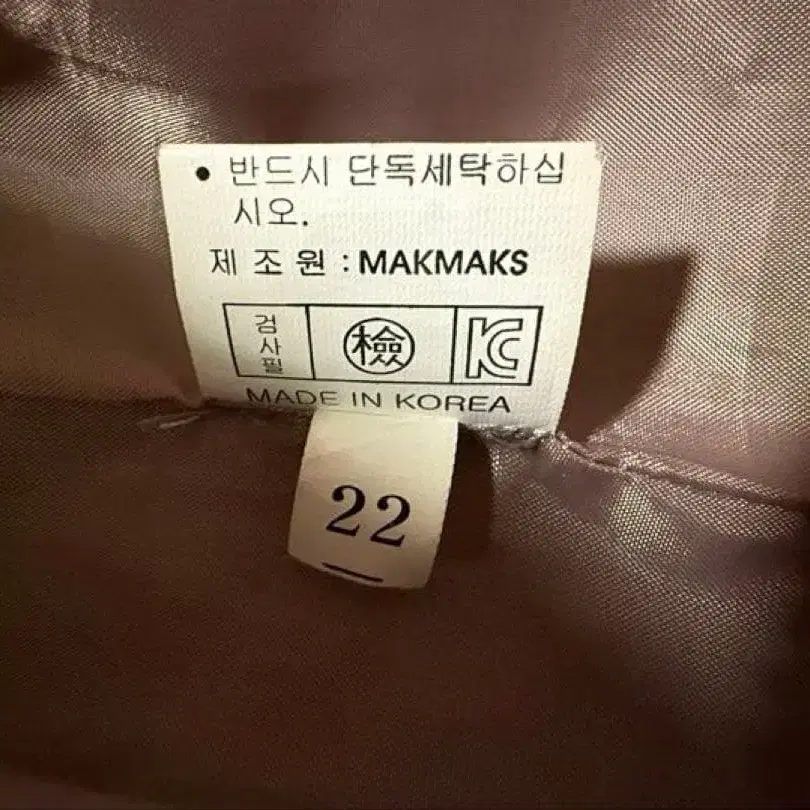 • 반드시 단독세탁하십
시오.
제 조 원 : MAKMAKS
검사필 檢 KC
MADE IN KOREA
22